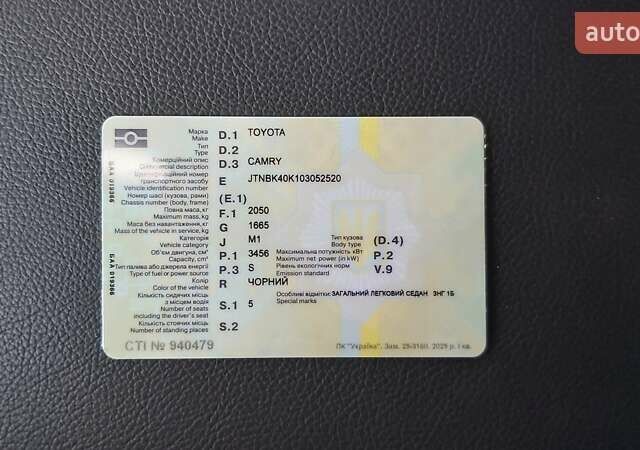 auto
Марка D.1 TOYOTA
Make
Тип D.2
Type
Комерційний опис D.3 CAMRY
Commercial description
Ідентифікаційний номер
транспортного засобу E JTNBK40K103052520
Vehicle identification number
Номер шасі (кузова, рами) (E.1)
Chassis number (body, frame)
Повна маса, кг F.1 2050
Maximum mass, kg
Маса без навантаження, кг G 1665
Mass of the vehicle in service, kg
Категорія J M1 Тип кузова (D.4)
Vehicle category Body type
Об'єм двигуна, см³ P.1 3456 Максимальна потужність кВт P.2
Capacity, cm³ Maximum net power (in kW)
Тип палива або джерела енергії P.3 S Рівень екологічних норм V.9
Type of fuel or power source Emission standard
Колір R ЧОРНИЙ
Color of the vehicle
Кількість сидячих місць Особливі відмітки: ЗАГАЛЬНИЙ ЛЕГКОВИЙ СЕДАН ЗНГ 1Б
з місцем водія S.1 5 Special marks
Number of seats
including the driver's seat
Кількість стоячих місць S.2
Number of standing places
CTI № 940479